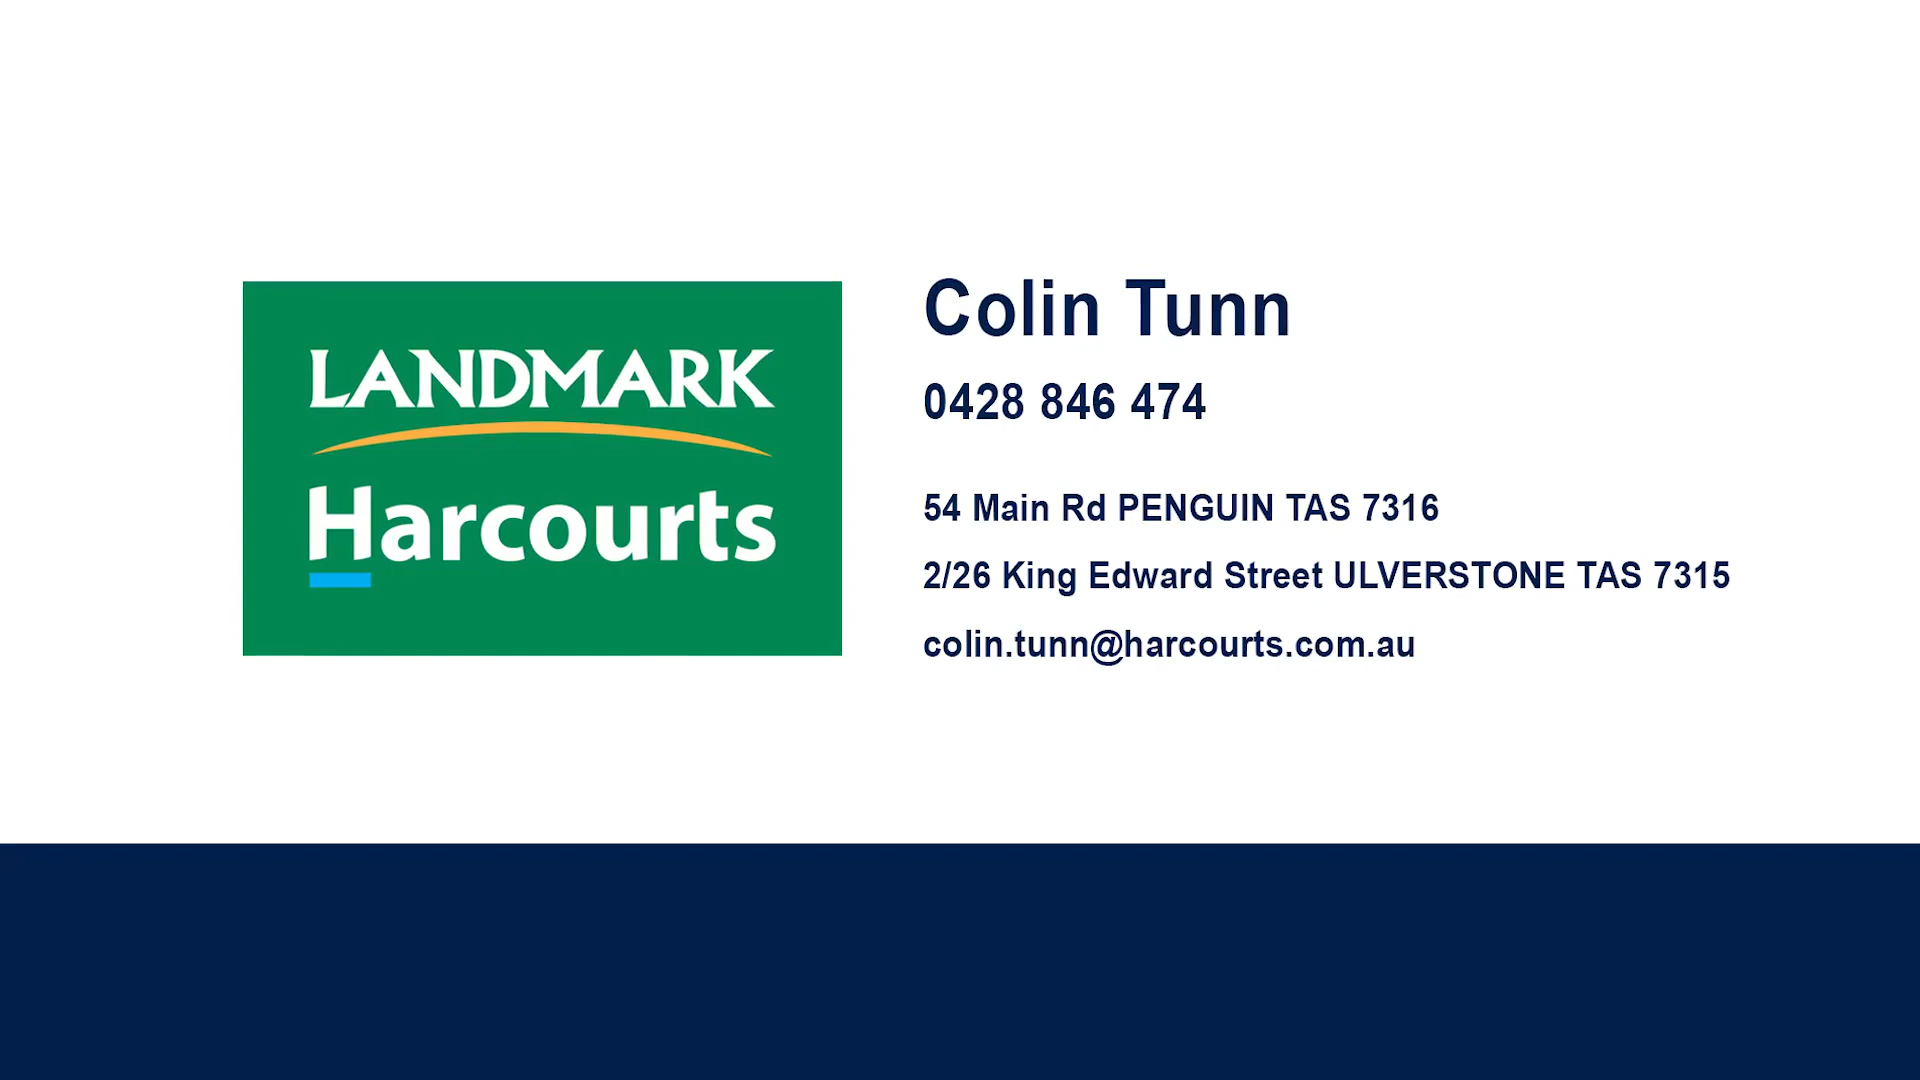 LANDMARK
Harcourts
Colin Tunn
0428 846 474
54 Main Rd PENGUIN TAS 7316
2/26 King Edward Street ULVERSTONE TAS 7315
colin.tunn@harcourts.com.au